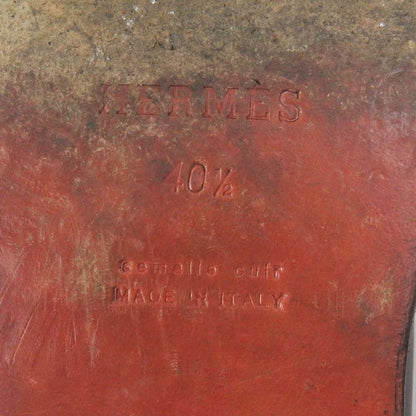 HERMES
40½
Semelle cuir
MADE IN ITALY